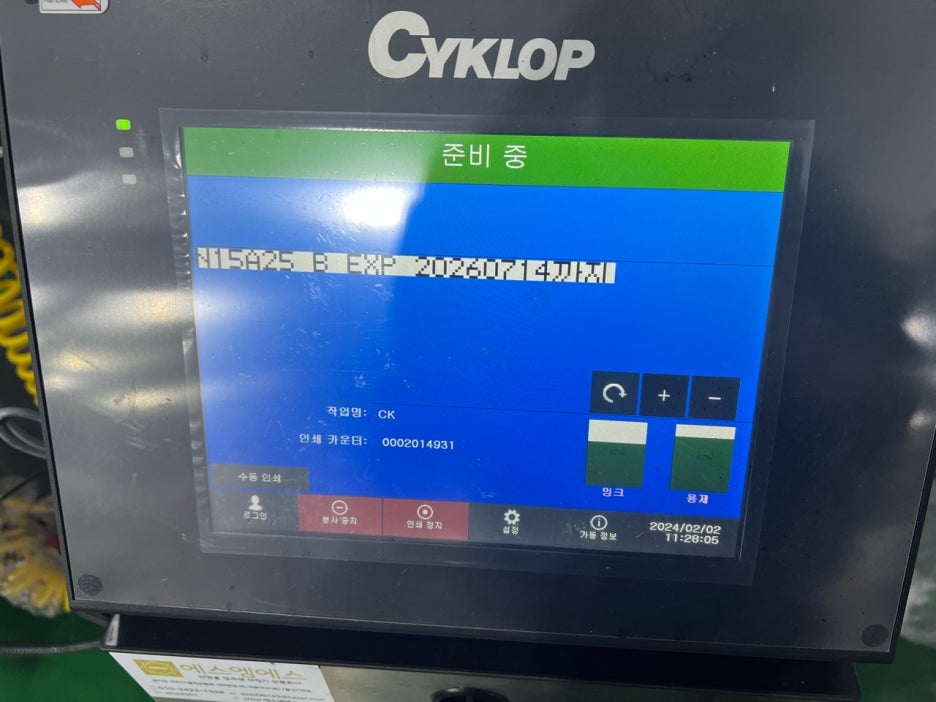 CYKLOP
준비 중
N15A25 B EXP 20260714까지
작업명: CK
인쇄 카운터: 0002014931
+ −
잉크 용제
수동 인쇄
로그인 분사 중지 인쇄 정지 설정 가동 정보
2024/02/02
11:28:05
에스엠에스